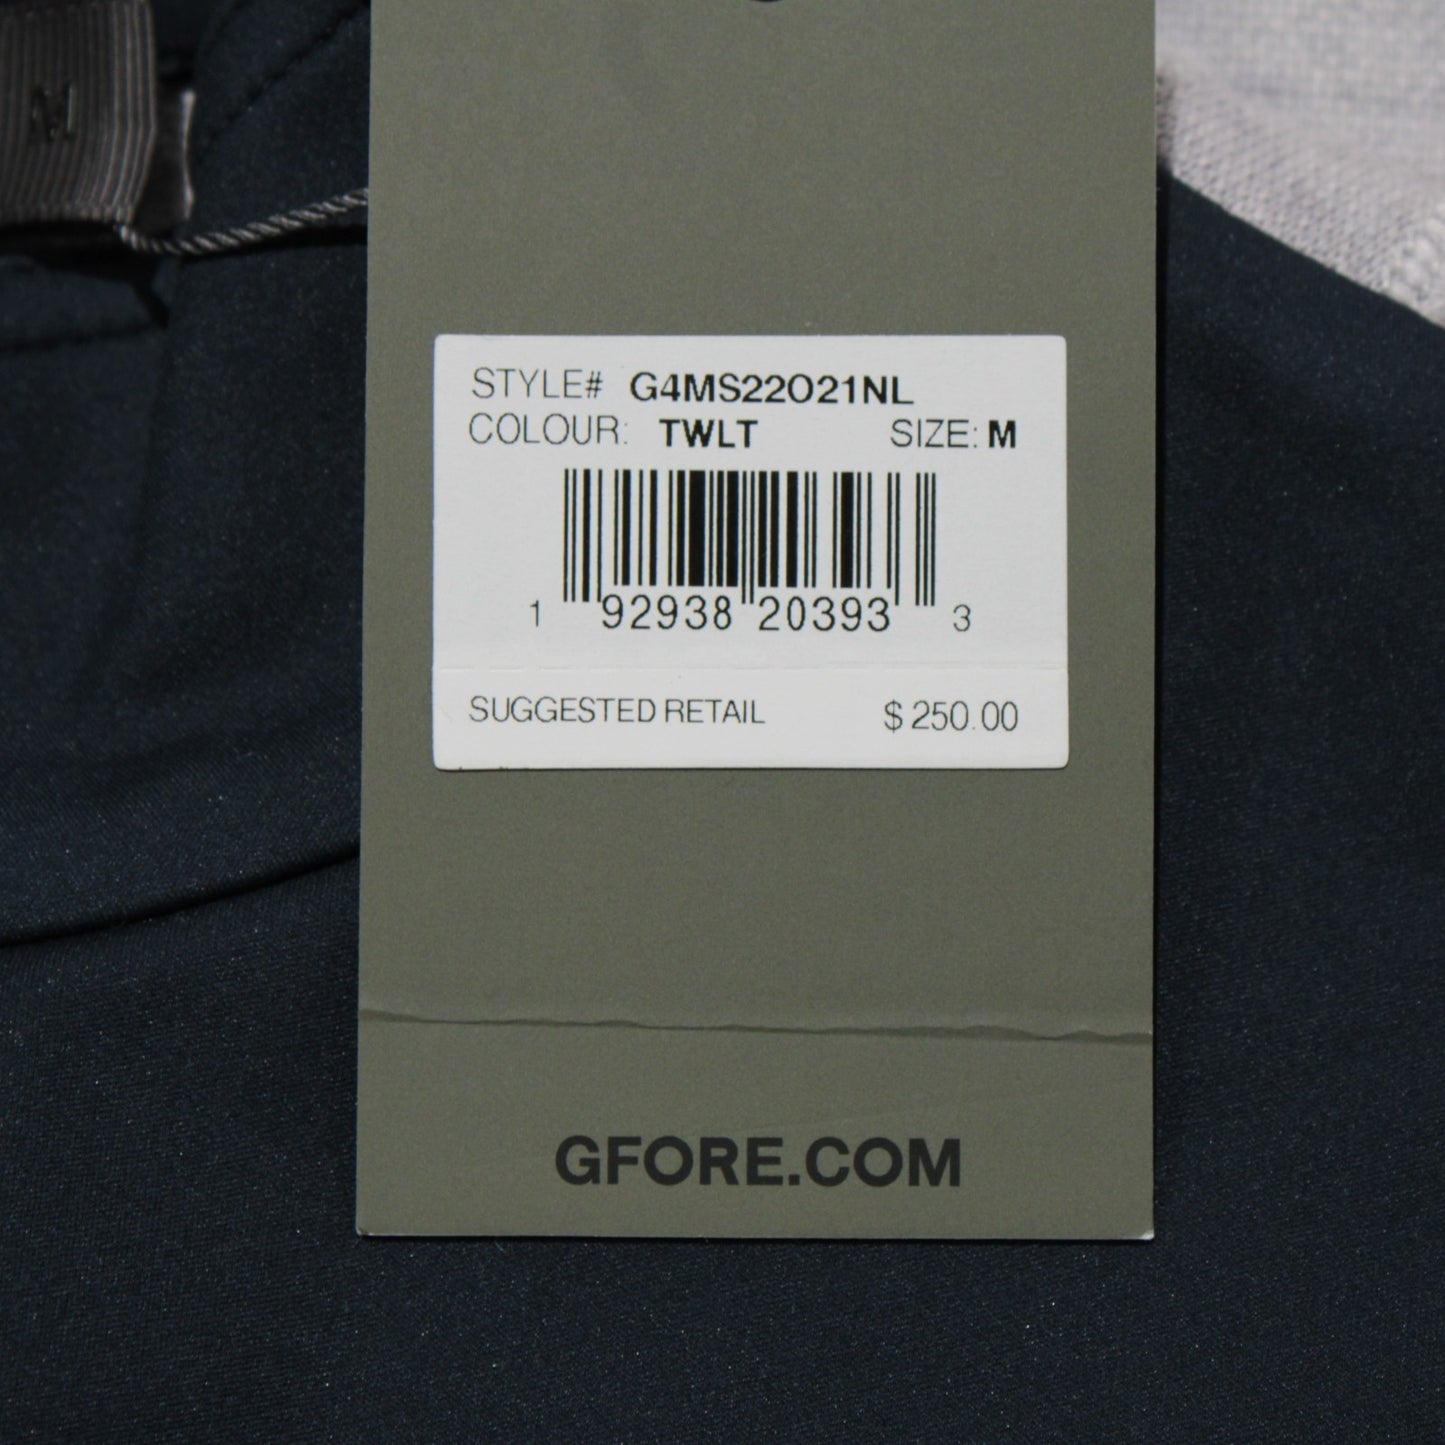 M
STYLE# G4MS22O21NL
COLOUR: TWLT SIZE: M
1 92938 20393 3
SUGGESTED RETAIL $ 250.00
GFORE.COM